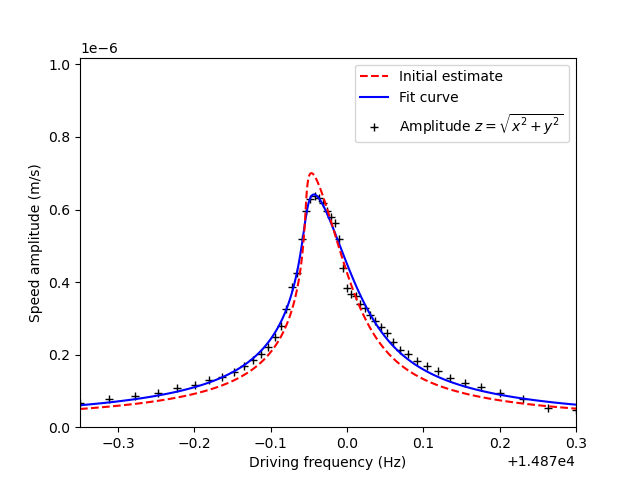 1e−6
1.0
0.8
0.6
0.4
0.2
0.0
Speed amplitude (m/s)
Initial estimate
Fit curve
Amplitude z = √x² + y²
−0.3 −0.2 −0.1 0.0 0.1 0.2 0.3
Driving frequency (Hz)
+1.487e4